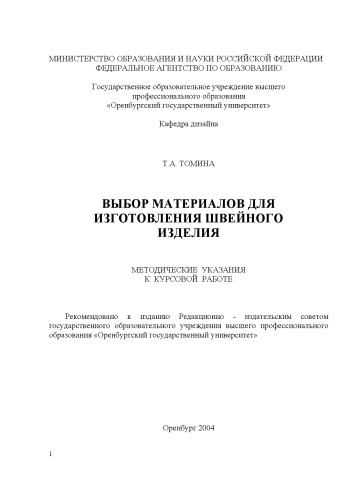 МИНИСТЕРСТВО ОБРАЗОВАНИЯ И НАУКИ РОССИЙСКОЙ ФЕДЕРАЦИИ
ФЕДЕРАЛЬНОЕ АГЕНТСТВО ПО ОБРАЗОВАНИЮ
Государственное образовательное учреждение высшего
профессионального образования
«Оренбургский государственный университет»
Кафедра дизайна
Т.А. ТОМИНА
ВЫБОР МАТЕРИАЛОВ ДЛЯ
ИЗГОТОВЛЕНИЯ ШВЕЙНОГО
ИЗДЕЛИЯ
МЕТОДИЧЕСКИЕ УКАЗАНИЯ
К КУРСОВОЙ РАБОТЕ
Рекомендовано к изданию Редакционно - издательским советом
государственного образовательного учреждения высшего профессионального
образования «Оренбургский государственный университет»
Оренбург 2004
1